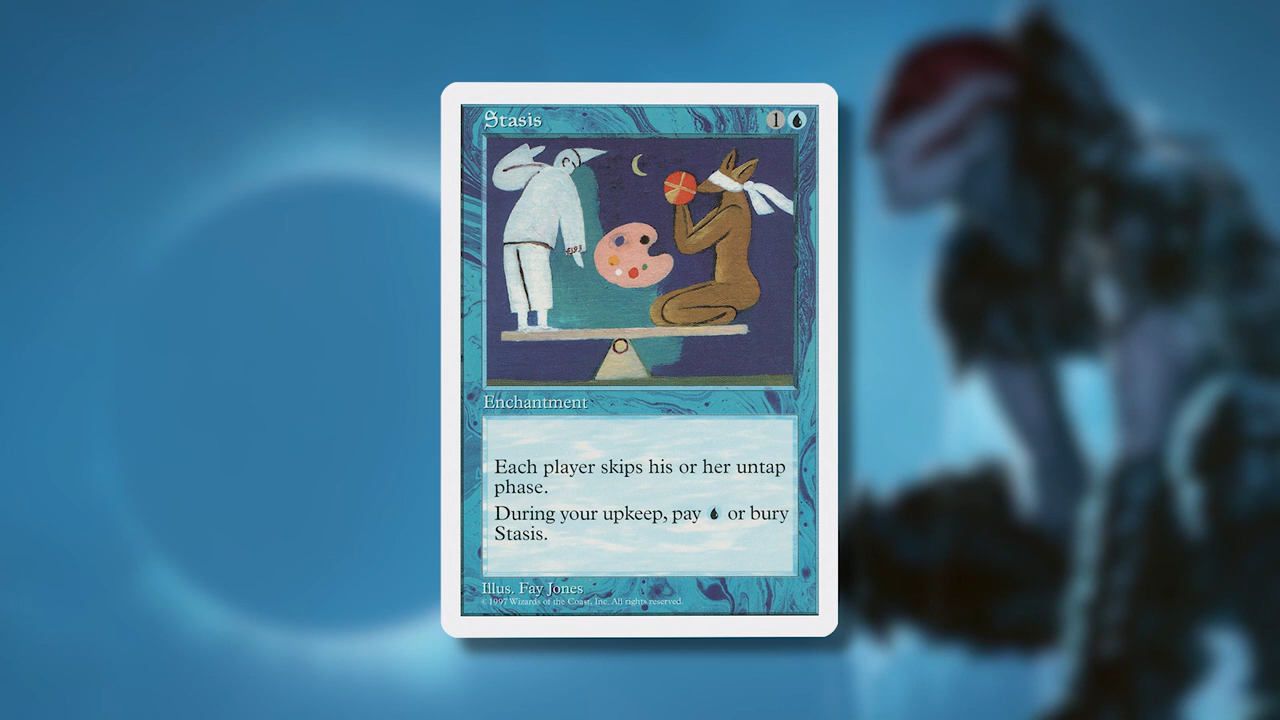 Stasis 1
Enchantment
Each player skips his or her untap
phase.
During your upkeep, pay or bury
Stasis.
Illus. Fay Jones
© 1997 Wizards of the Coast, Inc. All rights reserved.